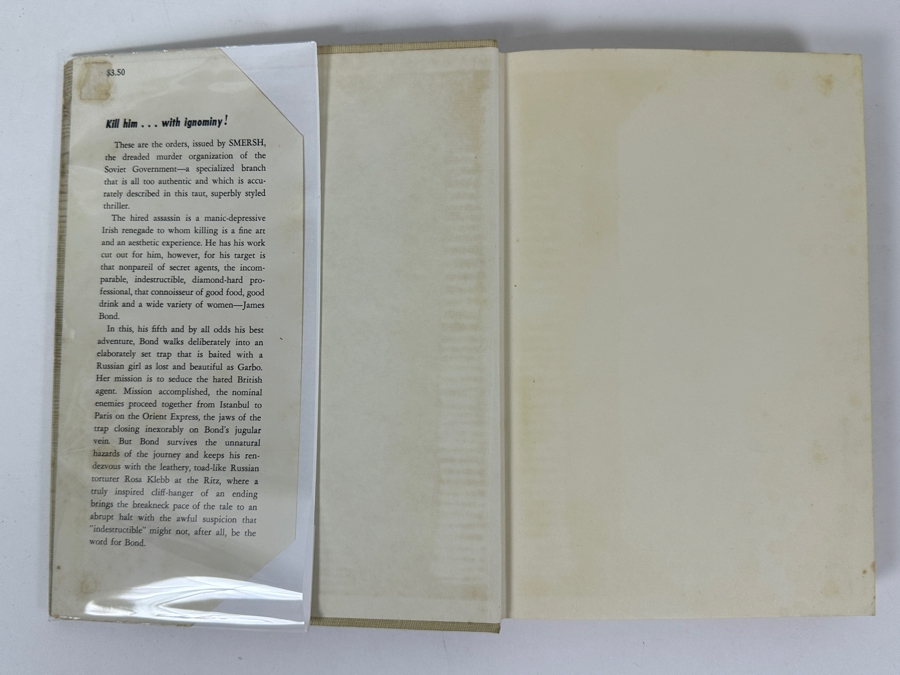 $3.50
Kill him . . . with ignominy!
These are the orders, issued by SMERSH,
the dreaded murder organization of the
Soviet Government—a specialized branch
that is all too authentic and which is accu-
rately described in this taut, superbly styled
thriller.
The hired assassin is a manic-depressive
Irish renegade to whom killing is a fine art
and an aesthetic experience. He has his work
cut out for him, however, for his target is
that nonpareil of secret agents, the incom-
parable, indestructible, diamond-hard pro-
fessional, that connoisseur of good food, good
drink and a wide variety of women—James
Bond.
In this, his fifth and by all odds his best
adventure, Bond walks deliberately into an
elaborately set trap that is baited with a
Russian girl as lost and beautiful as Garbo.
Her mission is to seduce the hated British
agent. Mission accomplished, the nominal
enemies proceed together from Istanbul to
Paris on the Orient Express, the jaws of the
trap closing inexorably on Bond's jugular
vein. But Bond survives the unnatural
hazards of the journey and keeps his ren-
dezvous with the leathery, toad-like Russian
torturer Rosa Klebb at the Ritz, where a
truly inspired cliff-hanger of an ending
brings the breakneck pace of the tale to an
abrupt halt with the awful suspicion that
"indestructible" might not, after all, be the
word for Bond.